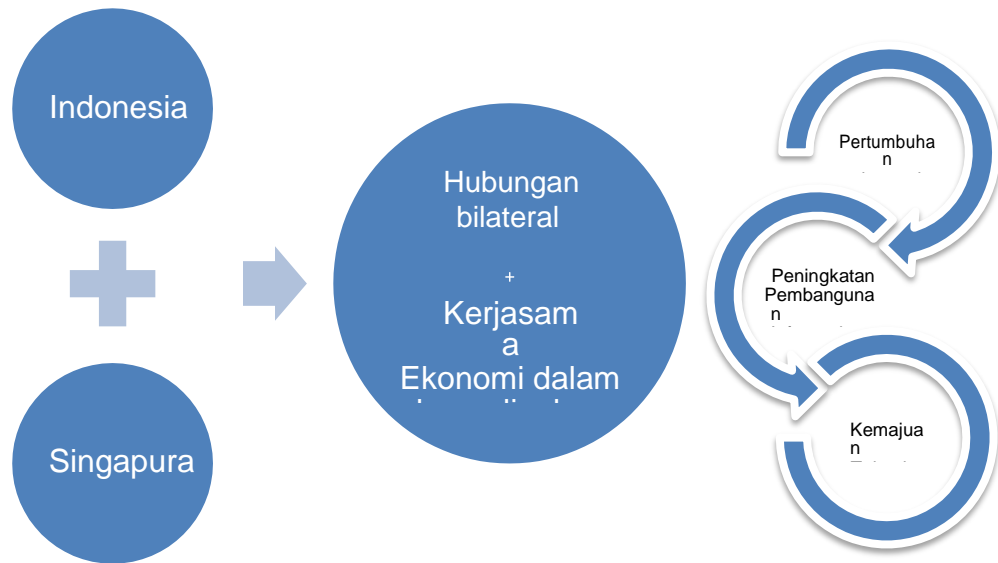 Indonesia
Singapura
Hubungan
bilateral
+
Kerjasam
a
Ekonomi dalam
Pertumbuha
n
Peningkatan
Pembanguna
n
Kemajua
n